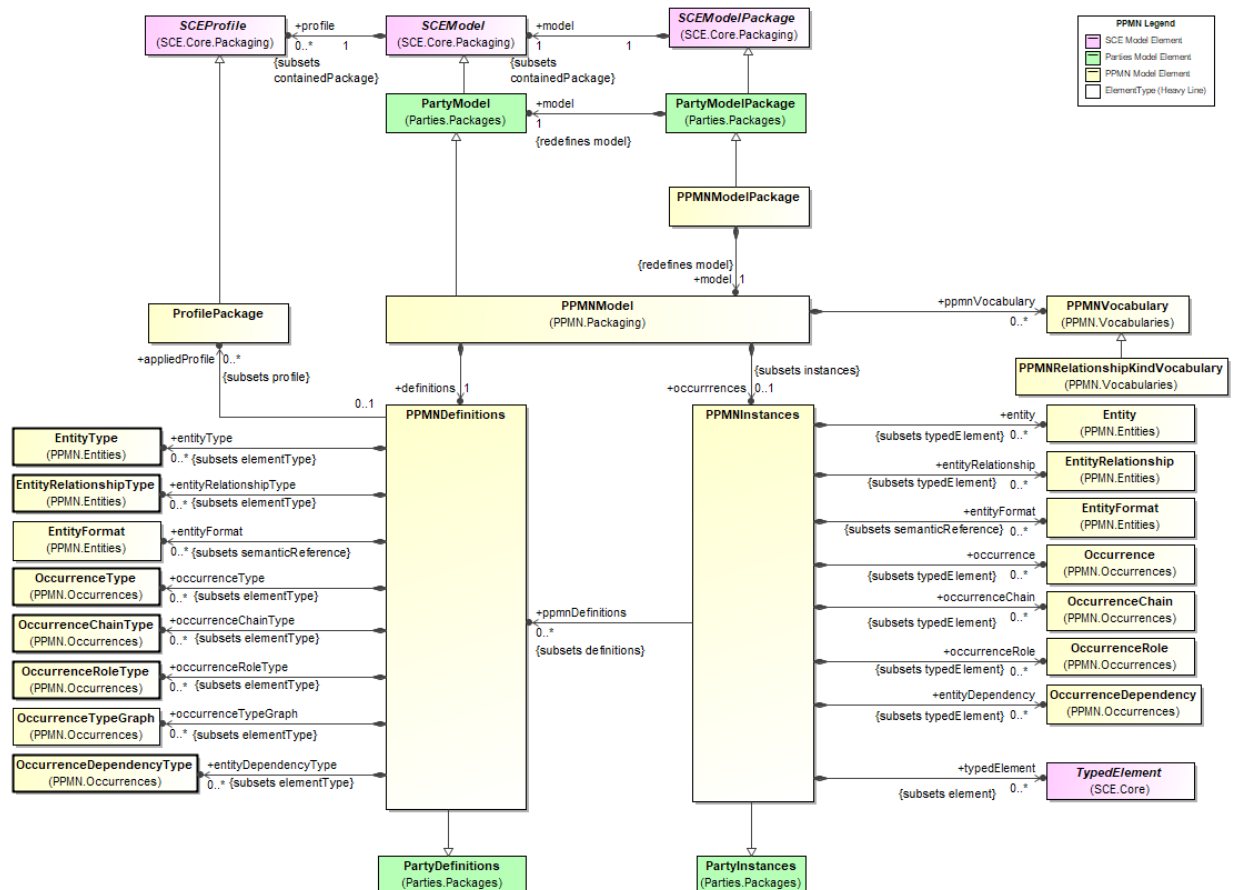 SCEProfile
(SCE.Core.Packaging)
+profile
0..*
1
{subsets
containedPackage}
SCEModel
(SCE.Core.Packaging)
+model
1
1
{subsets
containedPackage}
SCEModelPackage
(SCE.Core.Packaging)
PPMN Legend
SCE Model Element
Parties Model Element
PPMN Model Element
ElementType (Heavy Line)
PartyModel
(Parties.Packages)
+model
1
{redefines model}
PartyModelPackage
(Parties.Packages)
PPMNModelPackage
{redefines model}
+model
1
ProfilePackage
PPMNModel
(PPMN.Packaging)
+ppmnVocabulary
0..*
PPMNVocabulary
(PPMN.Vocabularies)
PPMNRelationshipKindVocabulary
(PPMN.Vocabularies)
+appliedProfile
0..*
{subsets profile}
0..1
+definitions
1
{subsets instances}
+occurrrences
0..1
PPMNDefinitions
PPMNInstances
EntityType
(PPMN.Entities)
+entityType
0..* {subsets elementType}
EntityRelationshipType
(PPMN.Entities)
+entityRelationshipType
0..* {subsets elementType}
EntityFormat
(PPMN.Entities)
+entityFormat
0..* {subsets semanticReference}
OccurrenceType
(PPMN.Occurrences)
+occurrenceType
0..* {subsets elementType}
OccurrenceChainType
(PPMN.Occurrences)
+occurrenceChainType
0..* {subsets elementType}
OccurrenceRoleType
(PPMN.Occurrences)
+occurrenceRoleType
0..* {subsets elementType}
OccurrenceTypeGraph
(PPMN.Occurrences)
+occurrenceTypeGraph
0..* {subsets elementType}
OccurrenceDependencyType
(PPMN.Occurrences)
+entityDependencyType
0..* {subsets elementType}
+ppmnDefinitions
0..*
{subsets definitions}
+entity
{subsets typedElement} 0..*
Entity
(PPMN.Entities)
+entityRelationship
{subsets typedElement} 0..*
EntityRelationship
(PPMN.Entities)
+entityFormat
{subsets semanticReference} 0..*
EntityFormat
(PPMN.Entities)
+occurrence
{subsets typedElement} 0..*
Occurrence
(PPMN.Occurrences)
+occurrenceChain
{subsets typedElement} 0..*
OccurrenceChain
(PPMN.Occurrences)
+occurrenceRole
{subsets typedElement} 0..*
OccurrenceRole
(PPMN.Occurrences)
+entityDependency
{subsets typedElement} 0..*
OccurrenceDependency
(PPMN.Occurrences)
+typedElement
{subsets element} 0..*
TypedElement
(SCE.Core)
PartyDefinitions
(Parties.Packages)
PartyInstances
(Parties.Packages)